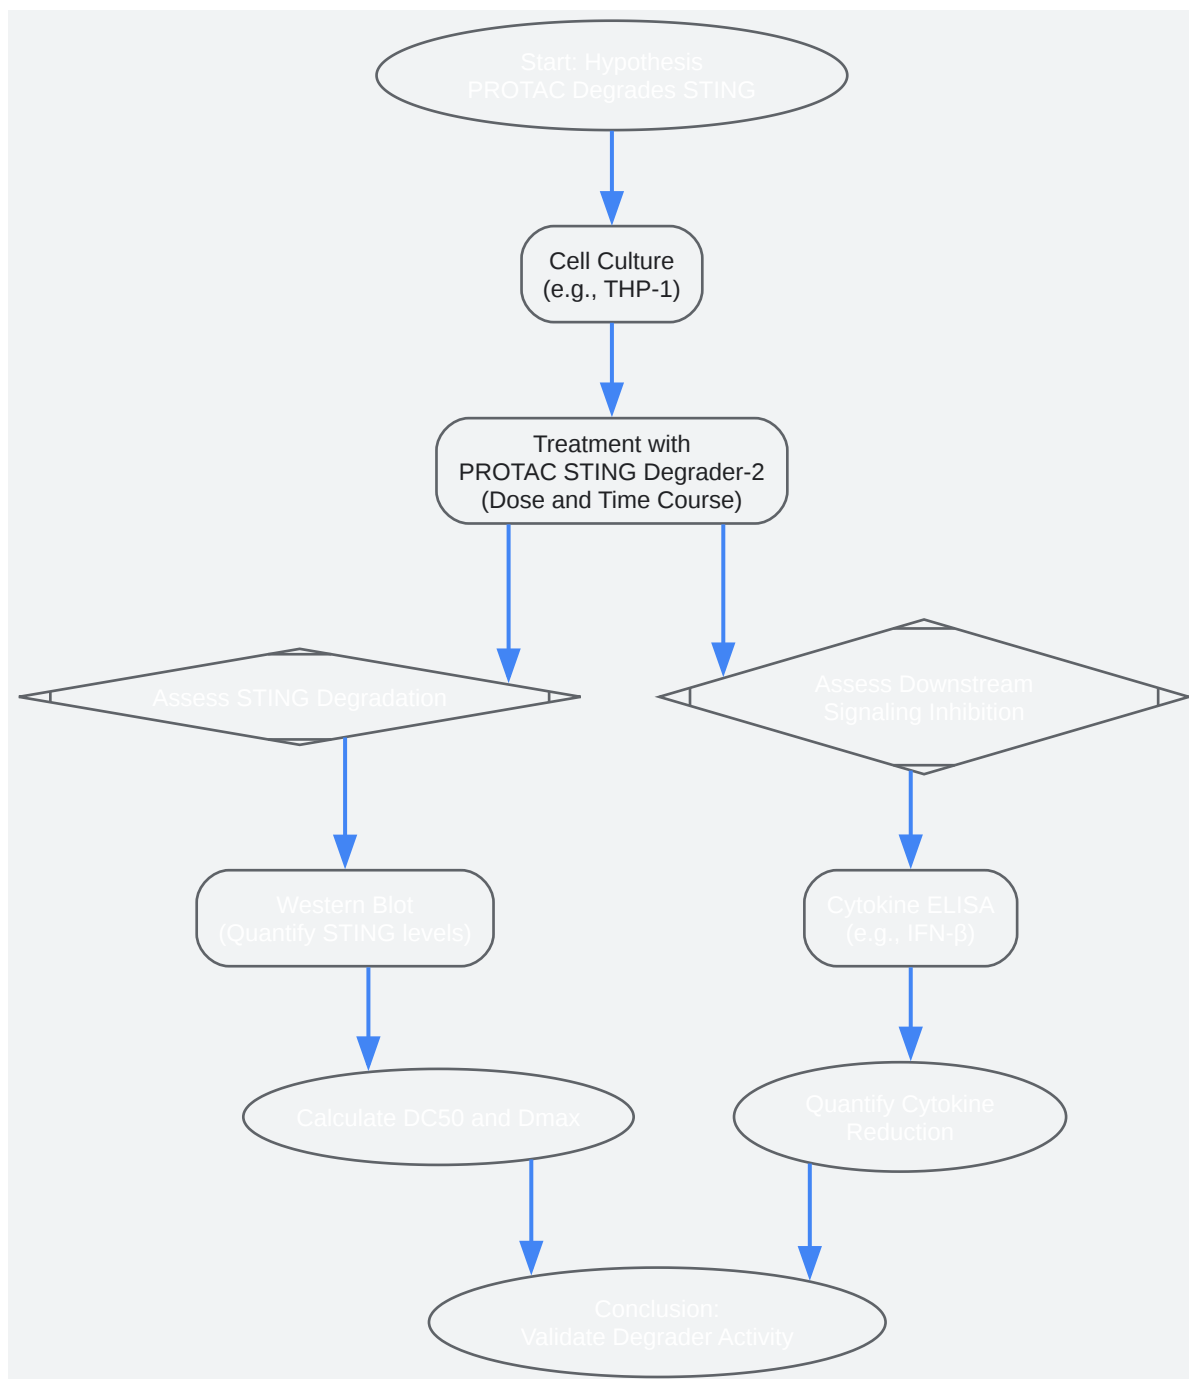 Start: Hypothesis
PROTAC Degrades STING
Cell Culture
(e.g., THP-1)
Treatment with
PROTAC STING Degrader-2
(Dose and Time Course)
Assess STING Degradation
Assess Downstream
Signaling Inhibition
Western Blot
(Quantify STING levels)
Cytokine ELISA
(e.g., IFN-β)
Calculate DC50 and Dmax
Quantify Cytokine
Reduction
Conclusion:
Validate Degrader Activity